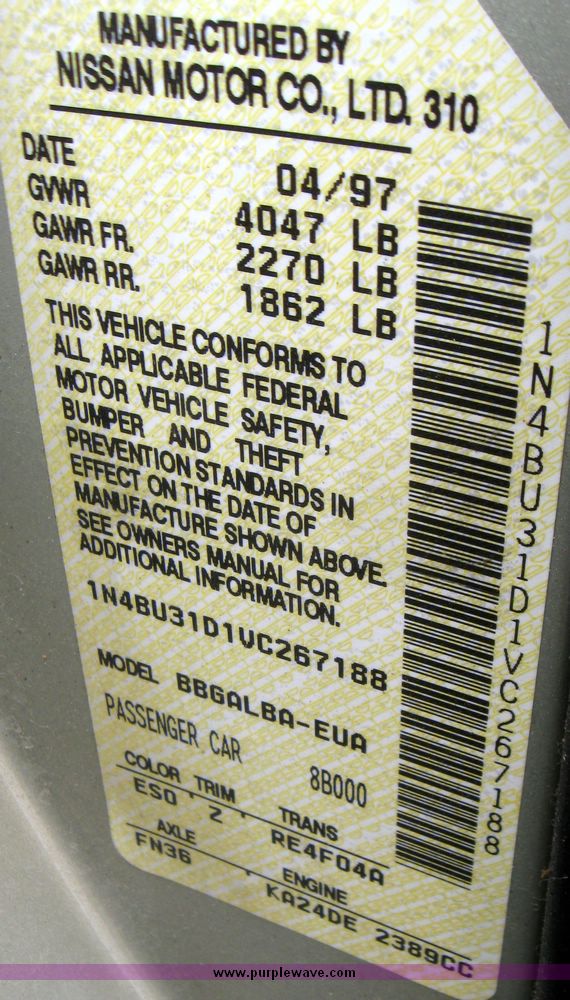 MANUFACTURED BY
NISSAN MOTOR CO., LTD. 310
DATE 04/97
GVWR 4047 LB
GAWR FR. 2270 LB
GAWR RR. 1862 LB
THIS VEHICLE CONFORMS TO
ALL APPLICABLE FEDERAL
MOTOR VEHICLE SAFETY,
BUMPER AND THEFT
PREVENTION STANDARDS IN
EFFECT ON THE DATE OF
MANUFACTURE SHOWN ABOVE.
SEE OWNERS MANUAL FOR
ADDITIONAL INFORMATION.
1N4BU31D1VC267188
MODEL BBGALBA-EUA
PASSENGER CAR 8B000
COLOR TRIM TRANS
ES0 Z RE4F04A
AXLE ENGINE
FN36 KA24DE 2389CC
1N4BU31D1VC267188
www.purplewave.com